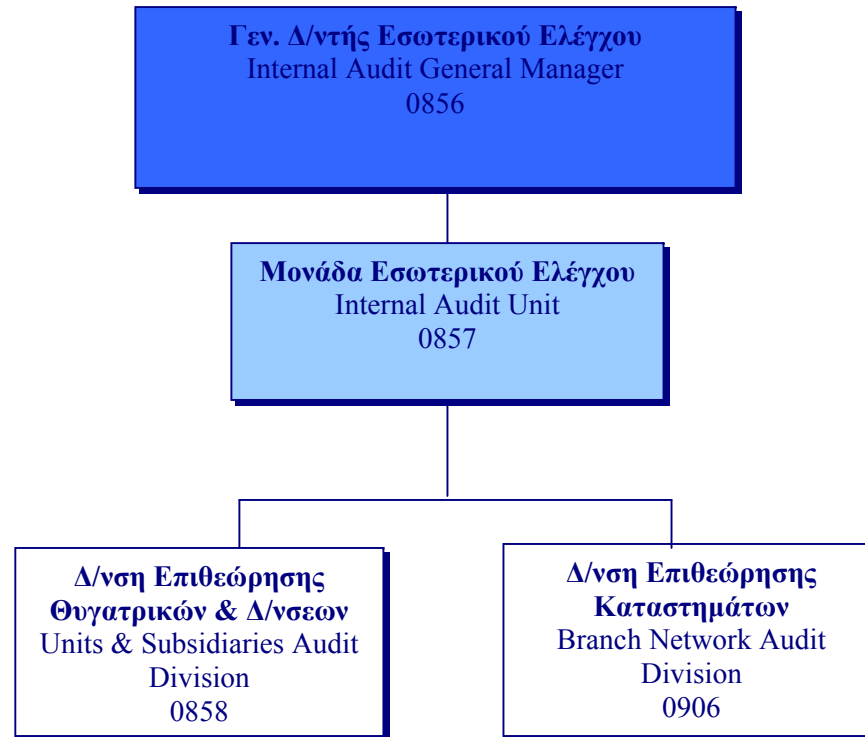 Γεν. Δ/ντής Εσωτερικού Ελέγχου
Internal Audit General Manager
0856
Μονάδα Εσωτερικού Ελέγχου
Internal Audit Unit
0857
Δ/νση Επιθεώρησης
Θυγατρικών & Δ/νσεων
Units & Subsidiaries Audit
Division
0858
Δ/νση Επιθεώρησης
Καταστημάτων
Branch Network Audit
Division
0906